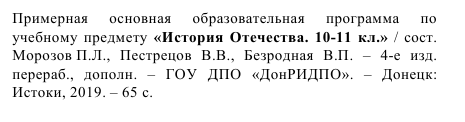 Примерная основная образовательная программа по
учебному предмету «История Отечества. 10-11 кл.» / сост.
Морозов П.Л., Пестрецов В.В., Безродная В.П. – 4-е изд.
перераб., дополн. – ГОУ ДПО «ДонРИДПО». – Донецк:
Истоки, 2019. – 65 с.